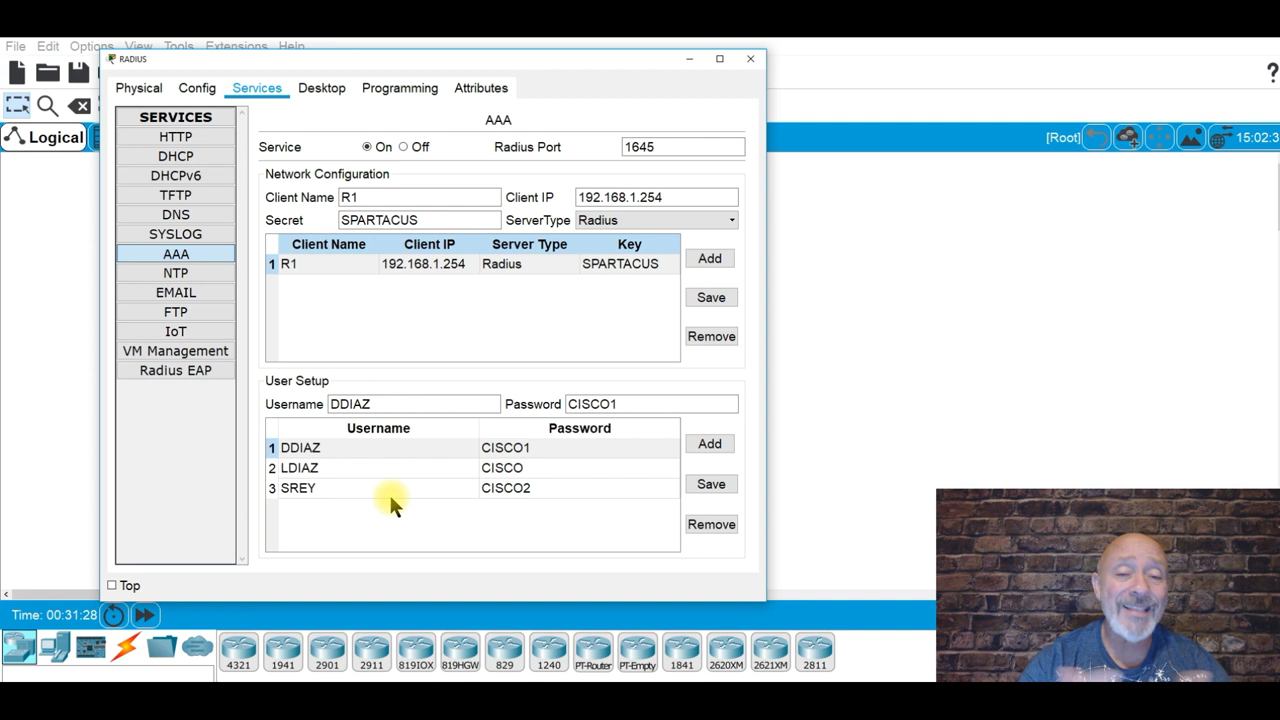 File Edit Options View Tools Extensions Help
RADIUS
Physical Config Services Desktop Programming Attributes
?
Logical
[Root]
15:02:3
SERVICES
HTTP
DHCP
DHCPv6
TFTP
DNS
SYSLOG
AAA
NTP
EMAIL
FTP
IoT
VM Management
Radius EAP
AAA
Service On Off Radius Port 1645
Network Configuration
Client Name R1 Client IP 192.168.1.254
Secret SPARTACUS ServerType Radius
Client Name Client IP Server Type Key
1 R1 192.168.1.254 Radius SPARTACUS
Add
Save
Remove
User Setup
Username DDIAZ Password CISCO1
Username Password
1 DDIAZ CISCO1
2 LDIAZ CISCO
3 SREY CISCO2
Add
Save
Remove
Top
Time: 00:31:28
4321 1941 2901 2911 819IOX 819HGW 829 1240 PT-Router PT-Empty 1841 2620XM 2621XM 2811